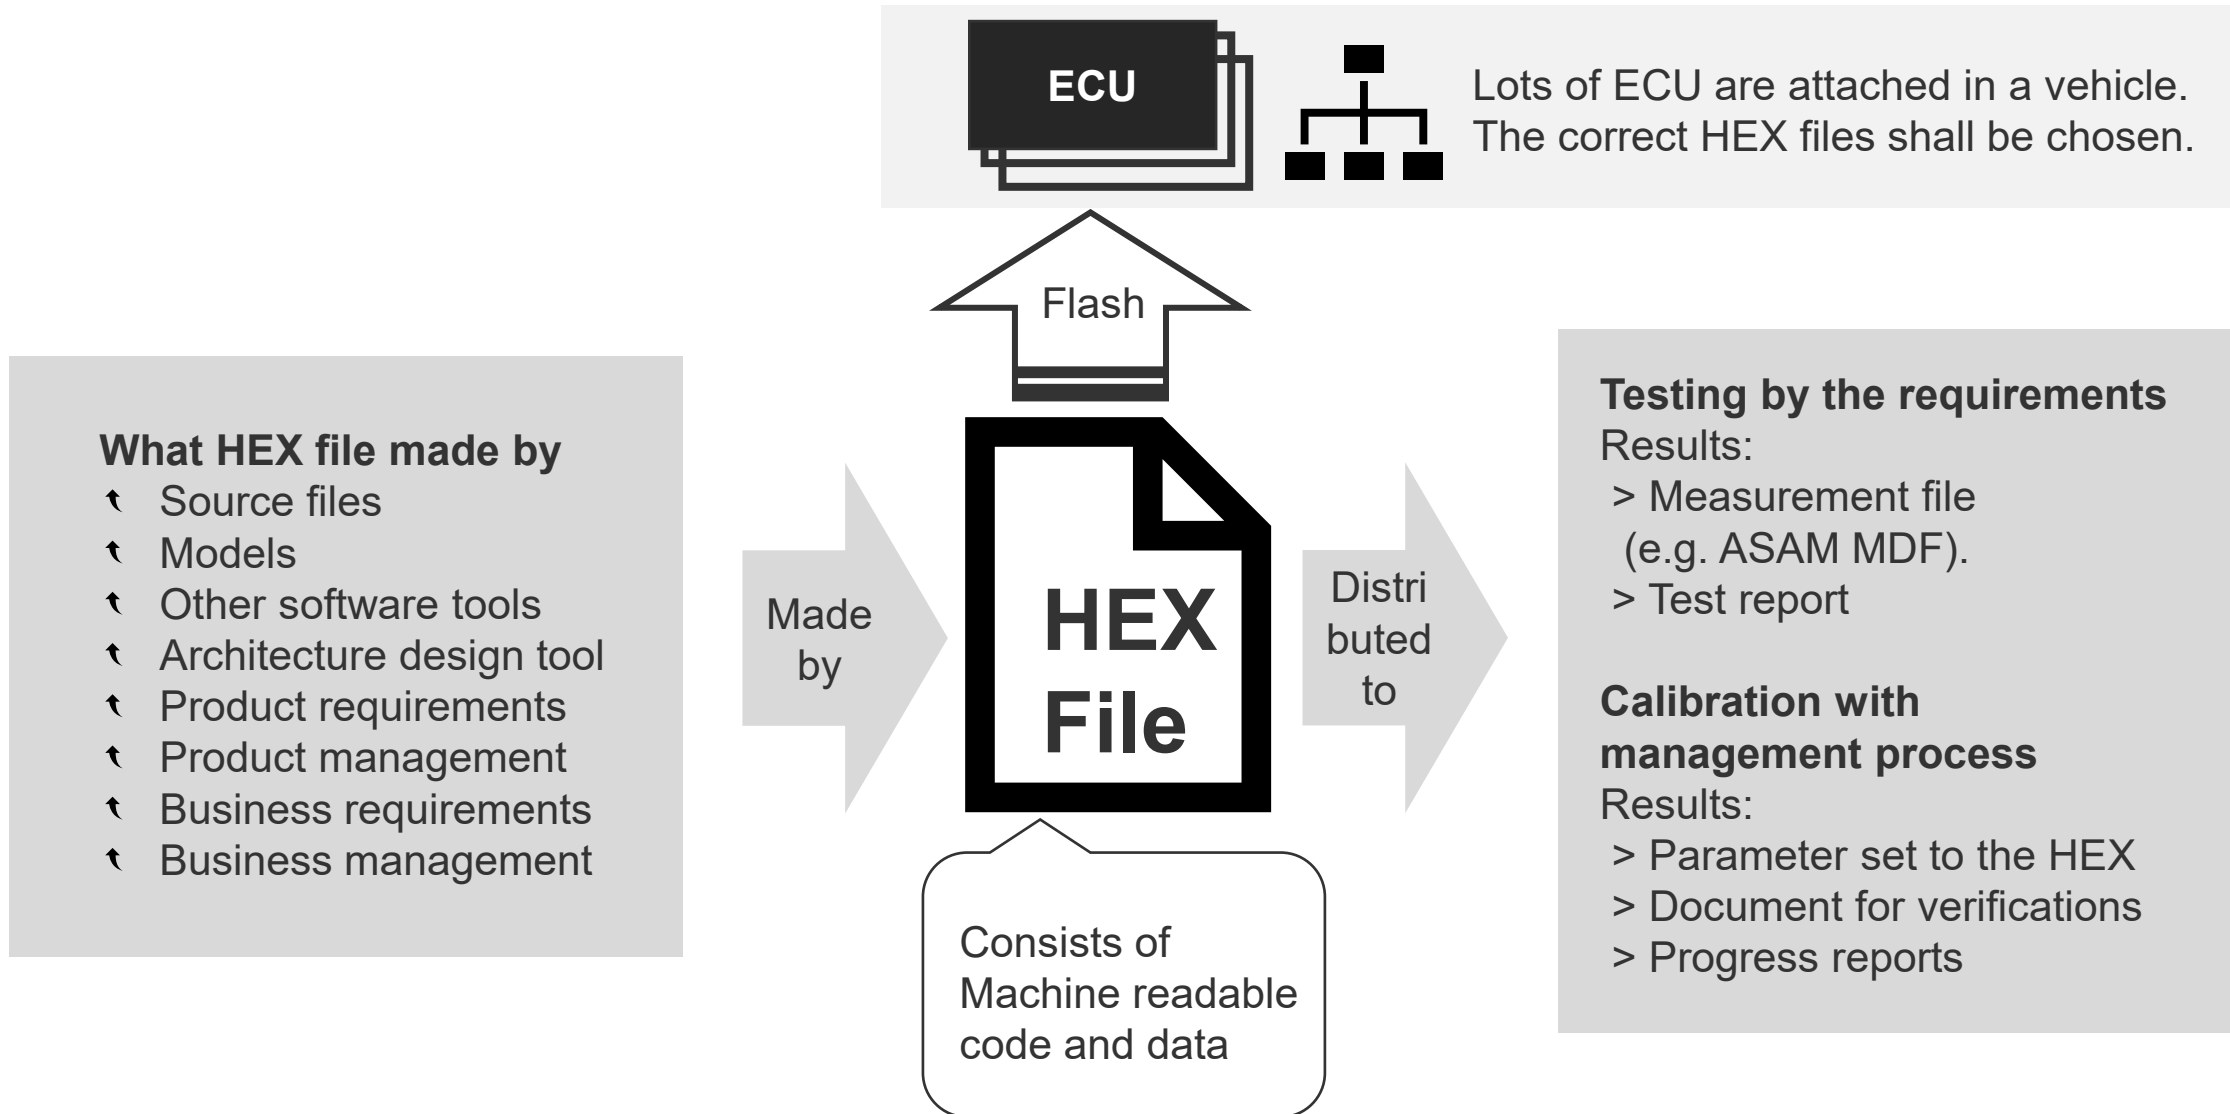 ECU
Lots of ECU are attached in a vehicle.
The correct HEX files shall be chosen.
Flash
What HEX file made by
Source files
Models
Other software tools
Architecture design tool
Product requirements
Product management
Business requirements
Business management
Made
by
HEX
File
Distri
buted
to
Consists of
Machine readable
code and data
Testing by the requirements
Results:
> Measurement file
(e.g. ASAM MDF).
> Test report
Calibration with
management process
Results:
> Parameter set to the HEX
> Document for verifications
> Progress reports